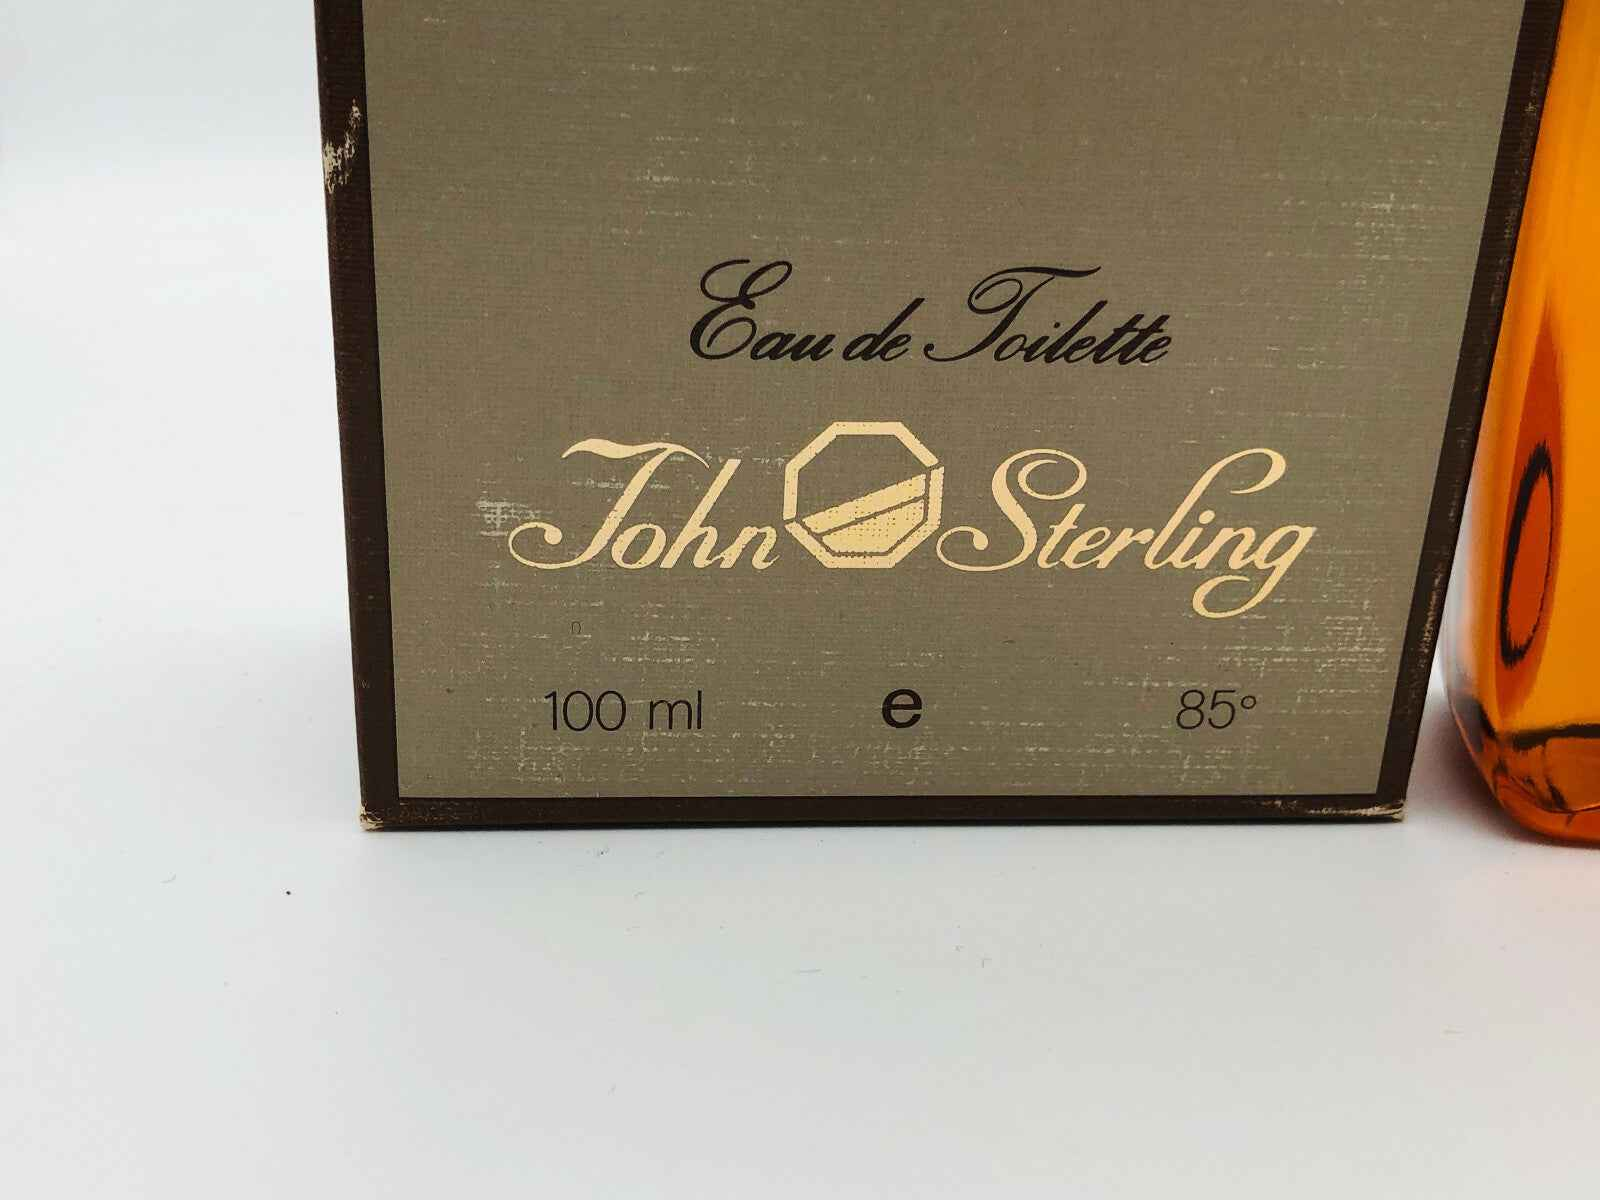 Eau de Toilette
John Sterling
100 ml e 85°